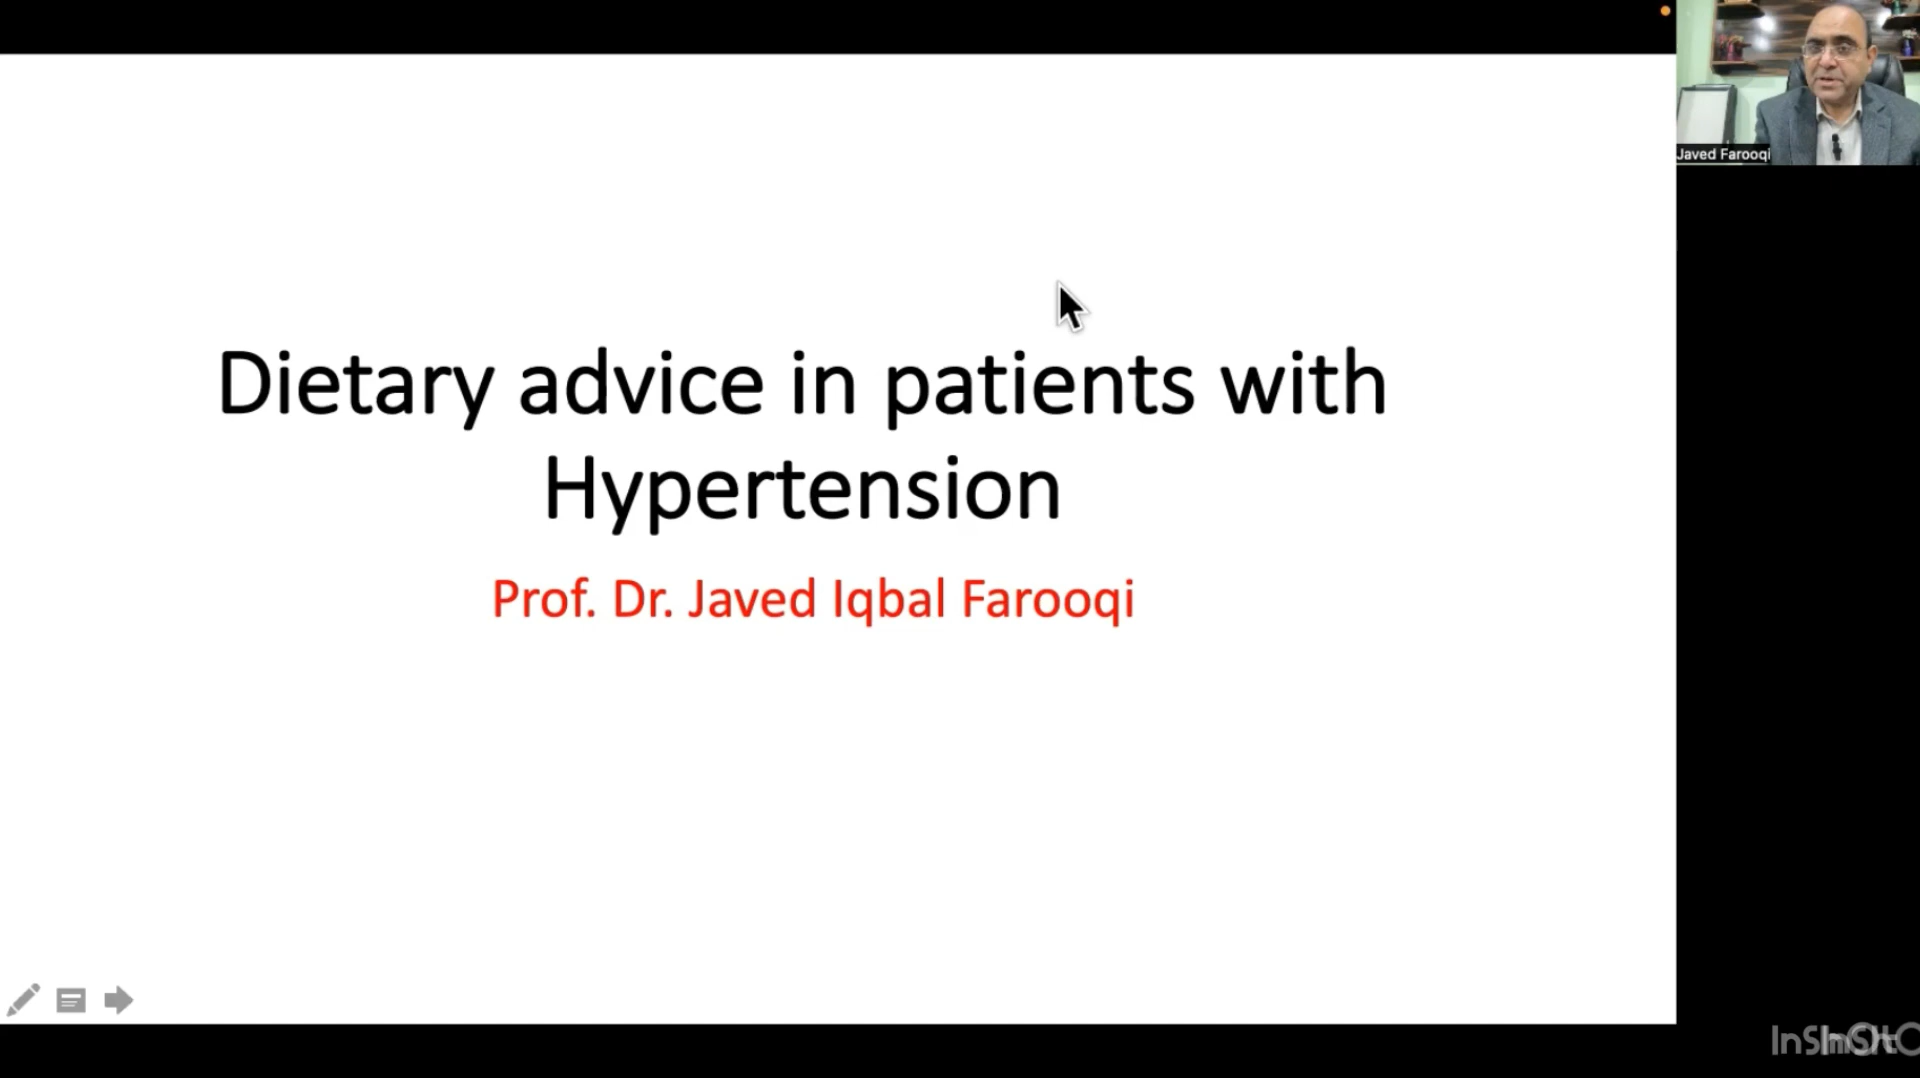 Javed Farooqi
Dietary advice in patients with
Hypertension
Prof. Dr. Javed Iqbal Farooqi